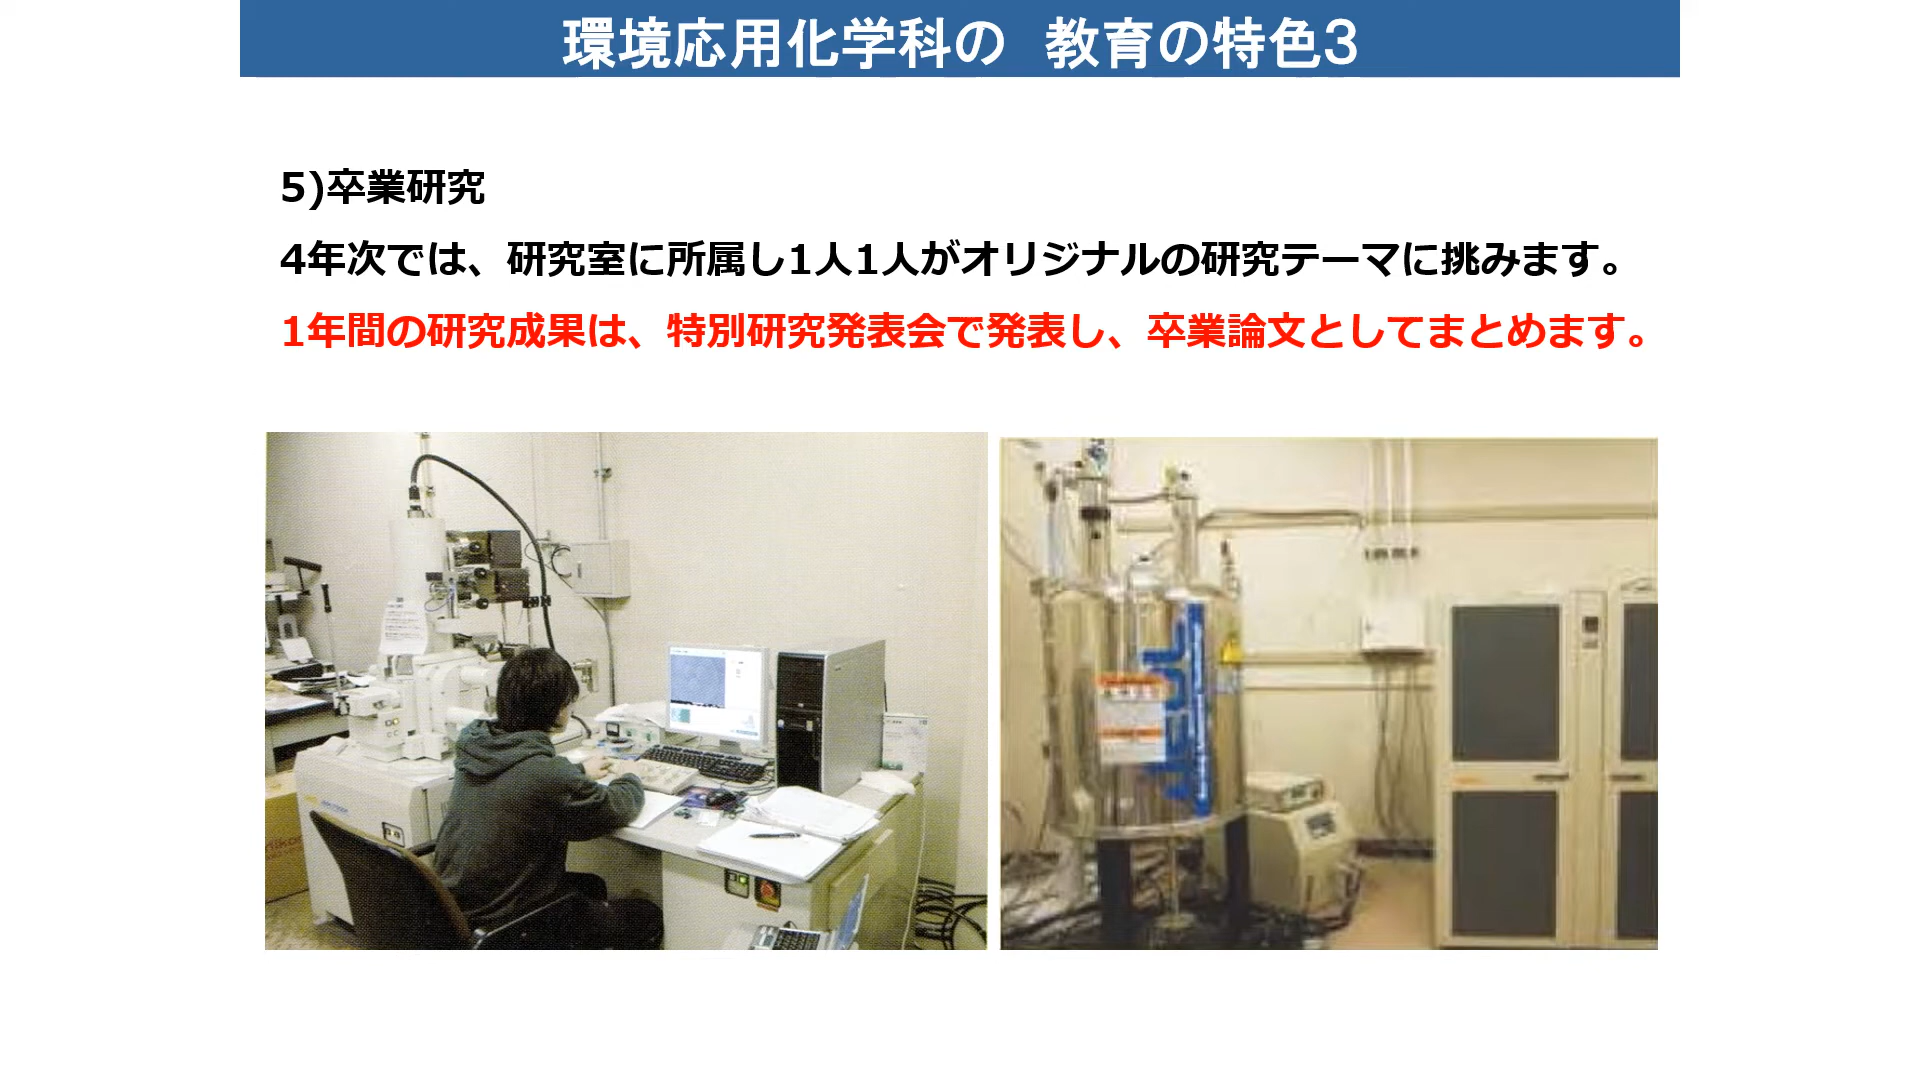 環境応用化学科の　教育の特色3
5)卒業研究
4年次では、研究室に所属し1人1人がオリジナルの研究テーマに挑みます。
1年間の研究成果は、特別研究発表会で発表し、卒業論文としてまとめます。